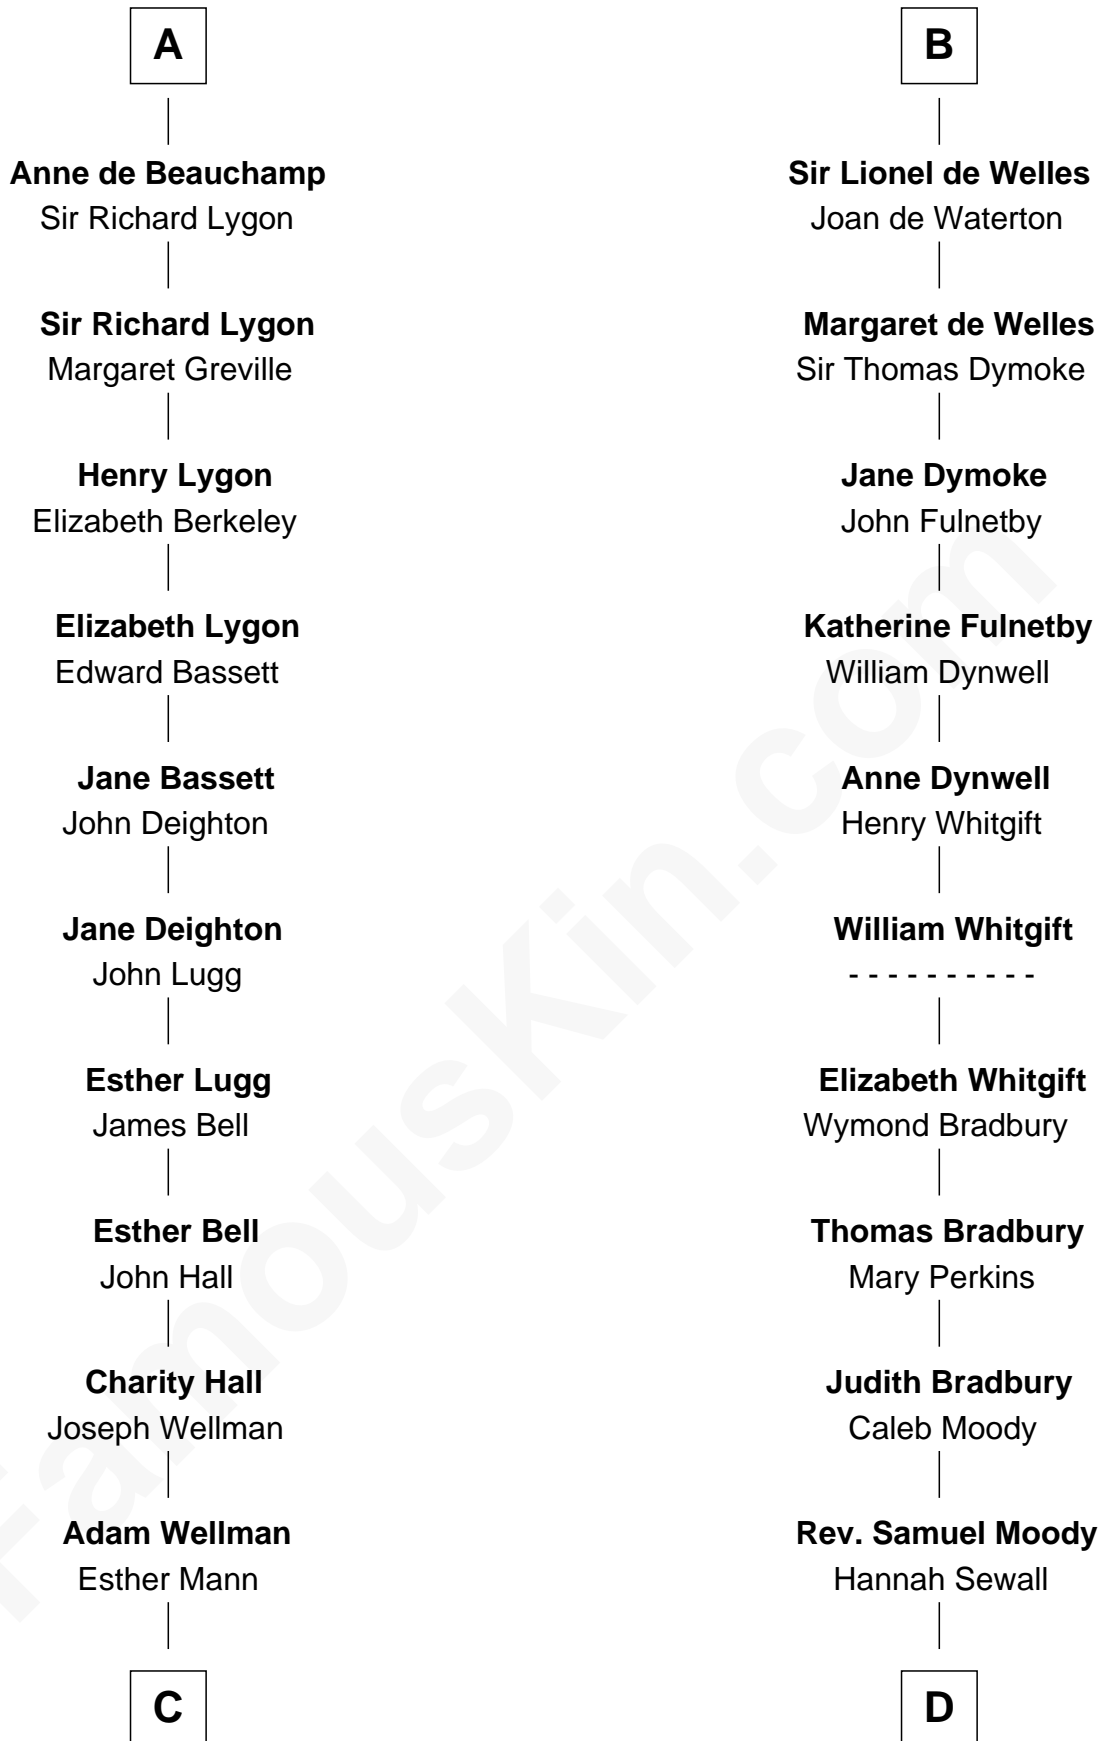 A
Anne de Beauchamp
Sir Richard Lygon
Sir Richard Lygon
Margaret Greville
Henry Lygon
Elizabeth Berkeley
Elizabeth Lygon
Edward Bassett
Jane Bassett
John Deighton
Jane Deighton
John Lugg
Esther Lugg
James Bell
Esther Bell
John Hall
Charity Hall
Joseph Wellman
Adam Wellman
Esther Mann
C
B
Sir Lionel de Welles
Joan de Waterton
Margaret de Welles
Sir Thomas Dymoke
Jane Dymoke
John Fulnetby
Katherine Fulnetby
William Dynwell
Anne Dynwell
Henry Whitgift
William Whitgift
- - - - - - - - - -
Elizabeth Whitgift
Wymond Bradbury
Thomas Bradbury
Mary Perkins
Judith Bradbury
Caleb Moody
Rev. Samuel Moody
Hannah Sewall
D
FamousKin.com